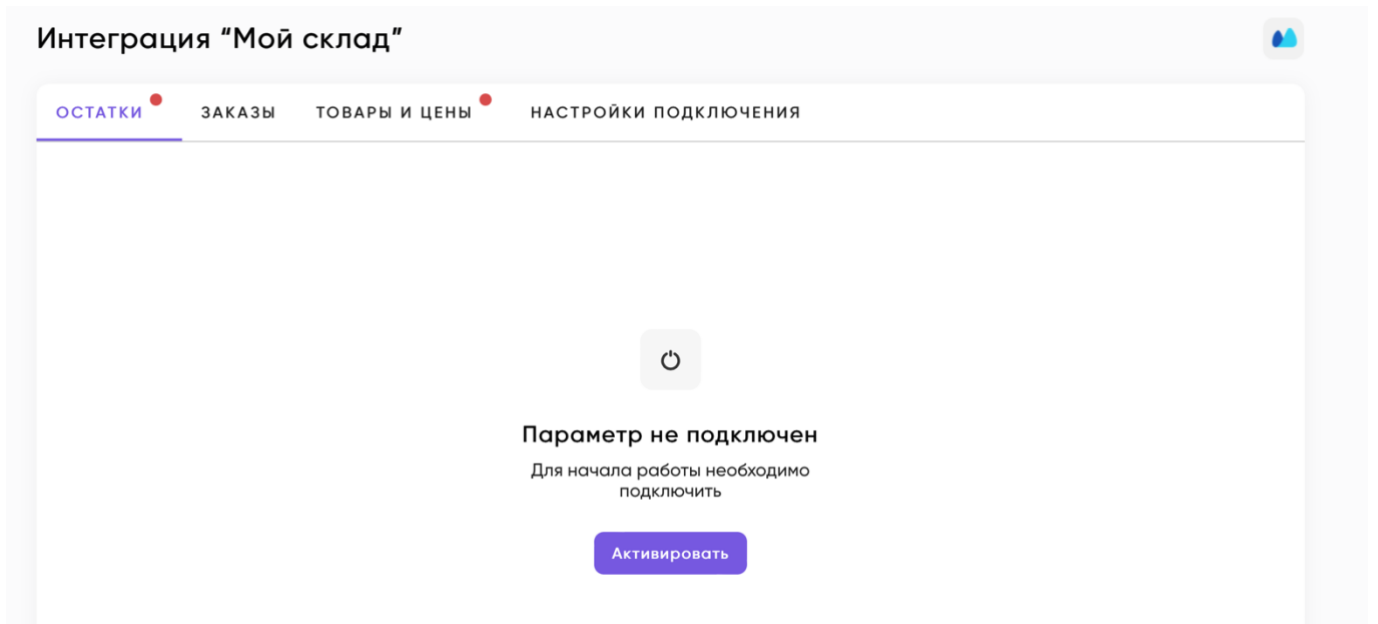 Интеграция “Мой склад”
ОСТАТКИ ЗАКАЗЫ ТОВАРЫ И ЦЕНЫ НАСТРОЙКИ ПОДКЛЮЧЕНИЯ
Параметр не подключен
Для начала работы необходимо
подключить
Активировать